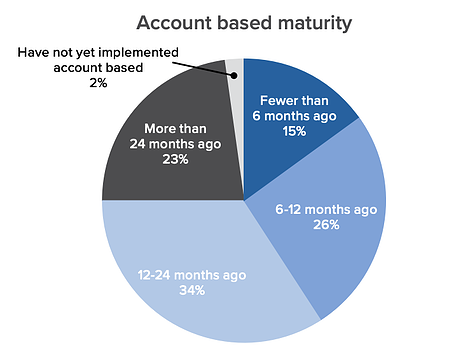 Account based maturity
Have not yet implemented
account based
2%
Fewer than
6 months ago
15%
More than
24 months ago
23%
6-12 months ago
26%
12-24 months ago
34%